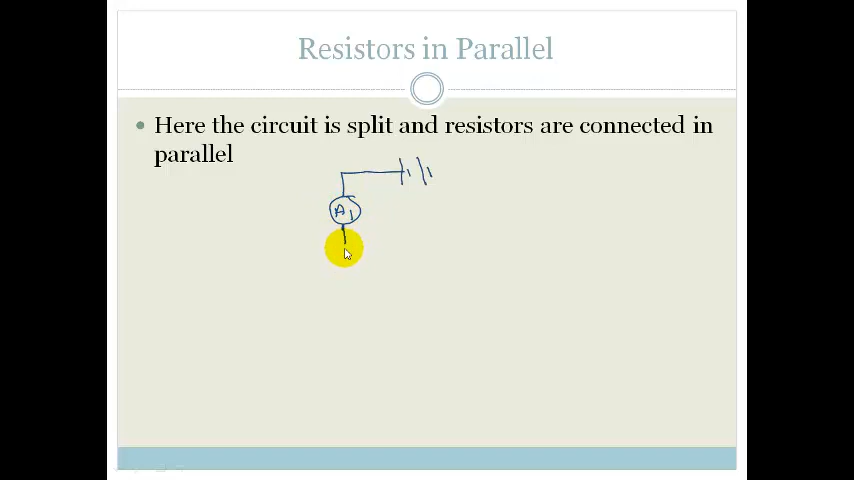 Resistors in Parallel
Here the circuit is split and resistors are connected in
parallel
A1